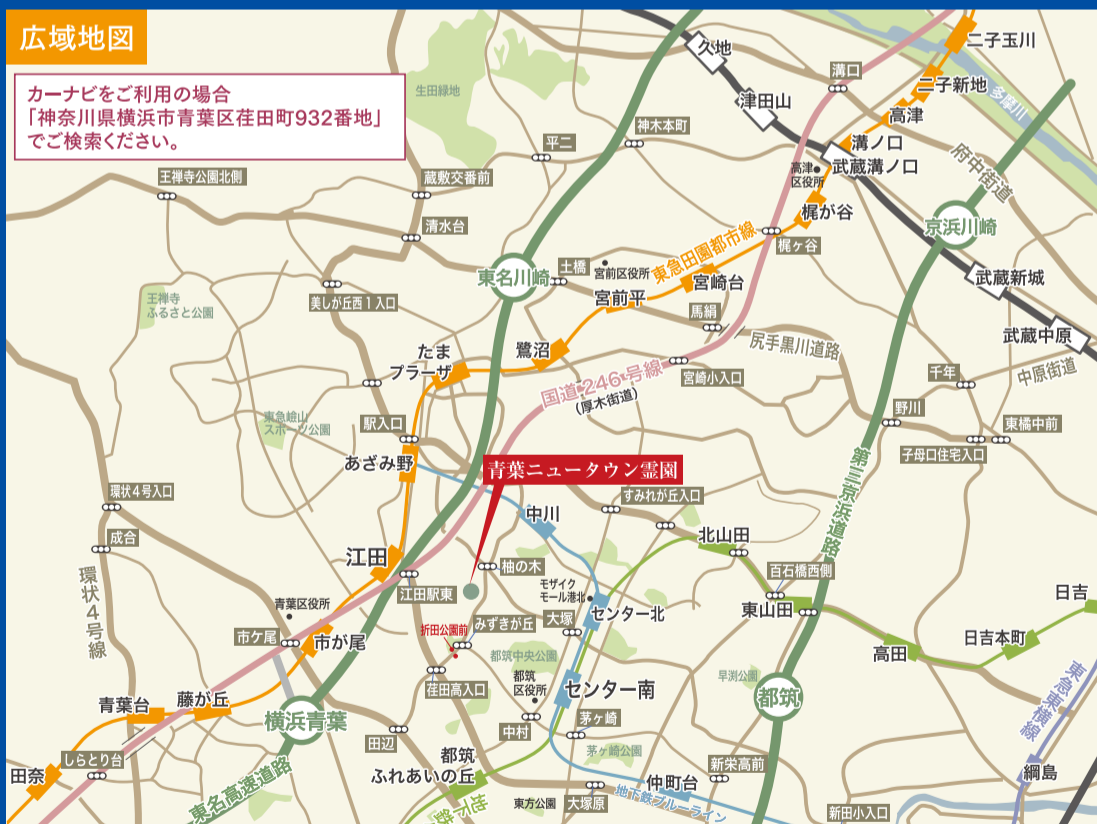 広域地図
カーナビをご利用の場合
「神奈川県横浜市青葉区荏田町932番地」
でご検索ください。
二子玉川
久地
溝口
二子新地
生田緑地
津田山
多摩川
高津
神木本町
溝ノ口
平二
府中街道
武蔵溝ノ口
高津
区役所
王禅寺公園北側
蔵敷交番前
梶が谷
清水台
京浜川崎
東急田園都市線
梶ヶ谷
土橋
宮前区役所
東名川崎
宮崎台
武蔵新城
王禅寺
ふるさと公園
美しが丘西1入口
宮前平
馬絹
武蔵中原
尻手黒川道路
たま
プラーザ
鷺沼
千年
中原街道
宮崎小入口
国道246号線
(厚木街道)
野川
東急嶮山
スポーツ公園
駅入口
東橘中前
子母口住宅入口
あざみ野
青葉ニュータウン霊園
第三京浜道路
環状4号入口
すみれが丘入口
中川
成合
北山田
江田
柚の木
百石橋西側
環状4号線
江田駅東
モザイク
モール港北
青葉区役所
センター北
東山田
日吉
みずきが丘
大塚
折田公園前
市ケ尾
市が尾
日吉本町
都筑中央公園
高田
早渕公園
荏田高入口
都筑
区役所
センター南
東急東横線
都筑
青葉台
藤が丘
横浜青葉
中村
茅ヶ崎
田辺
茅ヶ崎公園
都筑
ふれあいの丘
しらとり台
田奈
新栄高前
仲町台
綱島
東名高速道路
東方公園
大塚原
地下鉄ブルーライン
新田小入口